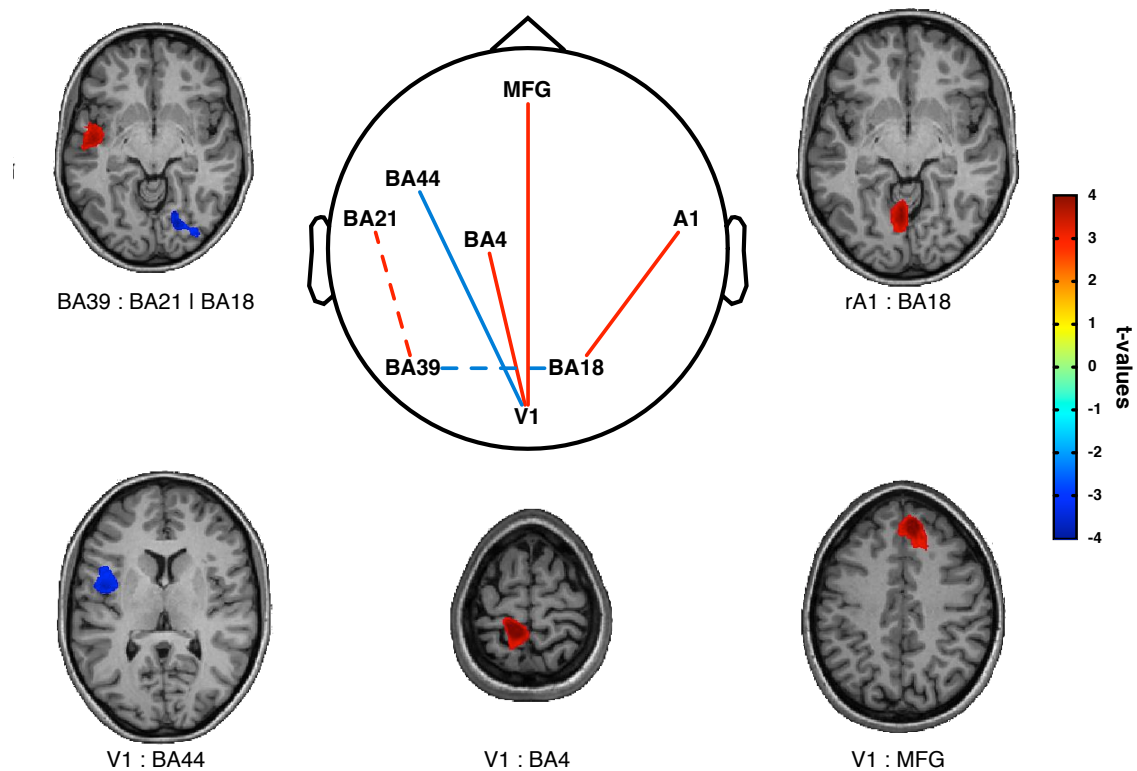 MFG
BA44
BA21
BA4
A1
BA39
BA18
V1
BA39 : BA21 I BA18
rA1 : BA18
4
3
2
1
0
-1
-2
-3
-4
t-values
V1 : BA44
V1 : BA4
V1 : MFG